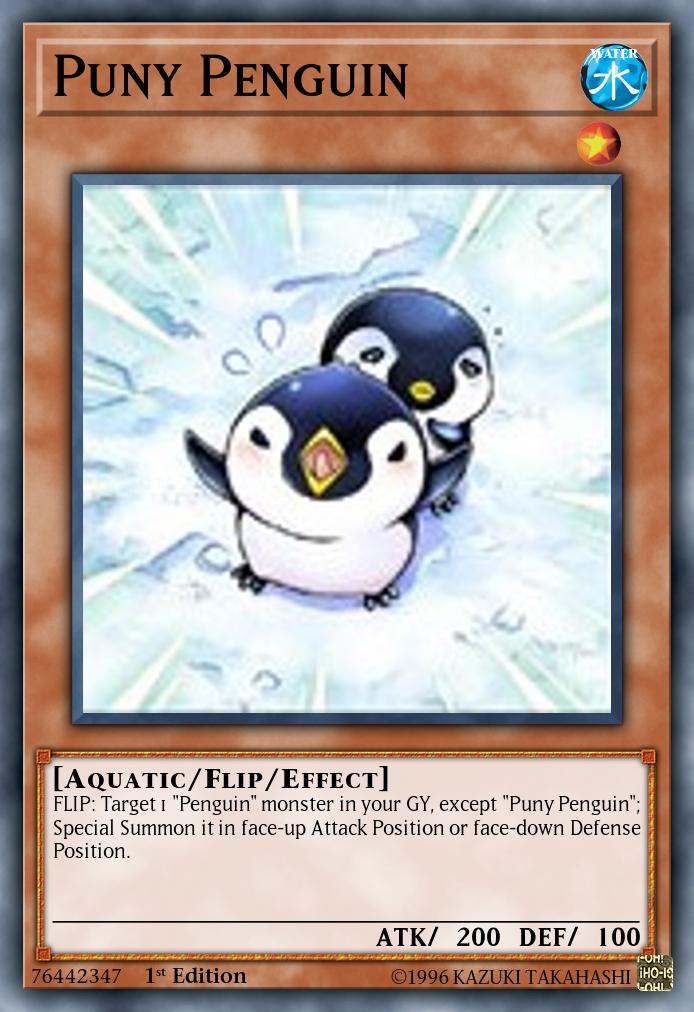 Puny Penguin
WATER
水
[Aquatic/Flip/Effect]
FLIP: Target 1 "Penguin" monster in your GY, except "Puny Penguin";
Special Summon it in face-up Attack Position or face-down Defense
Position.
ATK/ 200 DEF/ 100
76442347 1st Edition ©1996 KAZUKI TAKAHASHI